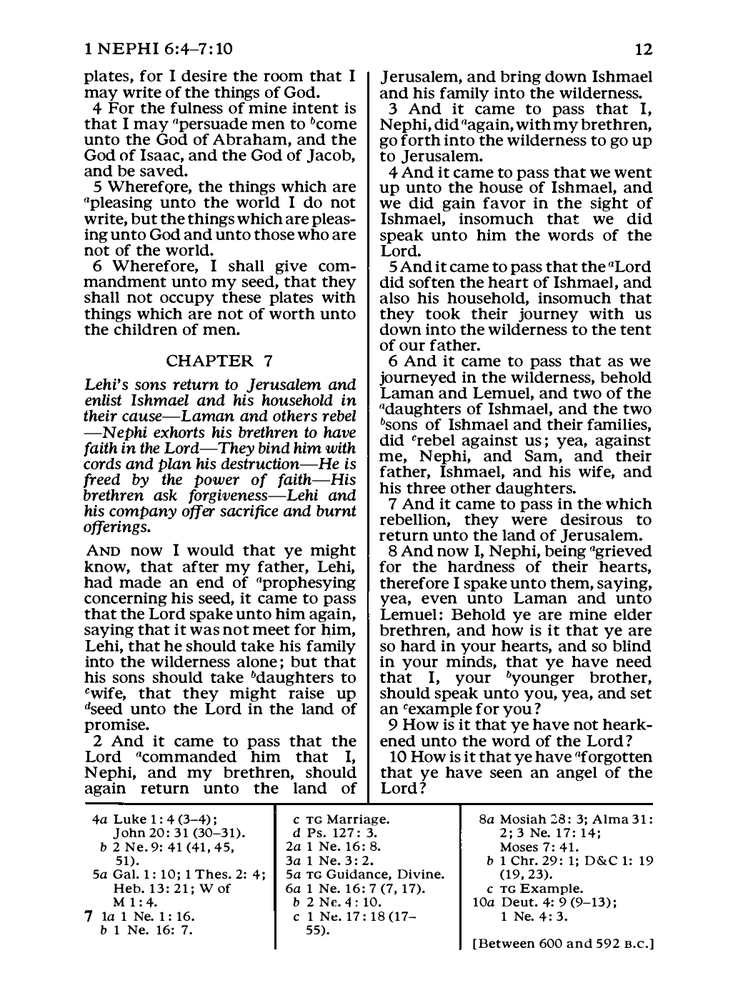 1 NEPHI 6:4–7:10
12
plates, for I desire the room that I
may write of the things of God.
4 For the fulness of mine intent is
that I may ᵃpersuade men to ᵇcome
unto the God of Abraham, and the
God of Isaac, and the God of Jacob,
and be saved.
5 Wherefore, the things which are
ᵃpleasing unto the world I do not
write, but the things which are pleas-
ing unto God and unto those who are
not of the world.
6 Wherefore, I shall give com-
mandment unto my seed, that they
shall not occupy these plates with
things which are not of worth unto
the children of men.
CHAPTER 7
Lehi's sons return to Jerusalem and
enlist Ishmael and his household in
their cause—Laman and others rebel
—Nephi exhorts his brethren to have
faith in the Lord—They bind him with
cords and plan his destruction—He is
freed by the power of faith—His
brethren ask forgiveness—Lehi and
his company offer sacrifice and burnt
offerings.
AND now I would that ye might
know, that after my father, Lehi,
had made an end of ᵃprophesying
concerning his seed, it came to pass
that the Lord spake unto him again,
saying that it was not meet for him,
Lehi, that he should take his family
into the wilderness alone; but that
his sons should take ᵇdaughters to
ᶜwife, that they might raise up
ᵈseed unto the Lord in the land of
promise.
2 And it came to pass that the
Lord ᵃcommanded him that I,
Nephi, and my brethren, should
again return unto the land of
Jerusalem, and bring down Ishmael
and his family into the wilderness.
3 And it came to pass that I,
Nephi, did ᵃagain, with my brethren,
go forth into the wilderness to go up
to Jerusalem.
4 And it came to pass that we went
up unto the house of Ishmael, and
we did gain favor in the sight of
Ishmael, insomuch that we did
speak unto him the words of the
Lord.
5 And it came to pass that the ᵃLord
did soften the heart of Ishmael, and
also his household, insomuch that
they took their journey with us
down into the wilderness to the tent
of our father.
6 And it came to pass that as we
journeyed in the wilderness, behold
Laman and Lemuel, and two of the
ᵃdaughters of Ishmael, and the two
ᵇsons of Ishmael and their families,
did ᶜrebel against us; yea, against
me, Nephi, and Sam, and their
father, Ishmael, and his wife, and
his three other daughters.
7 And it came to pass in the which
rebellion, they were desirous to
return unto the land of Jerusalem.
8 And now I, Nephi, being ᵃgrieved
for the hardness of their hearts,
therefore I spake unto them, saying,
yea, even unto Laman and unto
Lemuel: Behold ye are mine elder
brethren, and how is it that ye are
so hard in your hearts, and so blind
in your minds, that ye have need
that I, your ᵇyounger brother,
should speak unto you, yea, and set
an ᶜexample for you?
9 How is it that ye have not heark-
ened unto the word of the Lord?
10 How is it that ye have ᵃforgotten
that ye have seen an angel of the
Lord?
4a Luke 1:4 (3–4);
John 20:31 (30–31).
b 2 Ne. 9:41 (41, 45,
51).
5a Gal. 1:10; 1 Thes. 2:4;
Heb. 13:21; W of
M 1:4.
7 1a 1 Ne. 1:16.
b 1 Ne. 16:7.
c TG Marriage.
d Ps. 127:3.
2a 1 Ne. 16:8.
3a 1 Ne. 3:2.
5a TG Guidance, Divine.
6a 1 Ne. 16:7 (7, 17).
b 2 Ne. 4:10.
c 1 Ne. 17:18 (17–
55).
8a Mosiah 28:3; Alma 31:
2; 3 Ne. 17:14;
Moses 7:41.
b 1 Chr. 29:1; D&C 1:19
(19, 23).
c TG Example.
10a Deut. 4:9 (9–13);
1 Ne. 4:3.
[Between 600 and 592 B.C.]